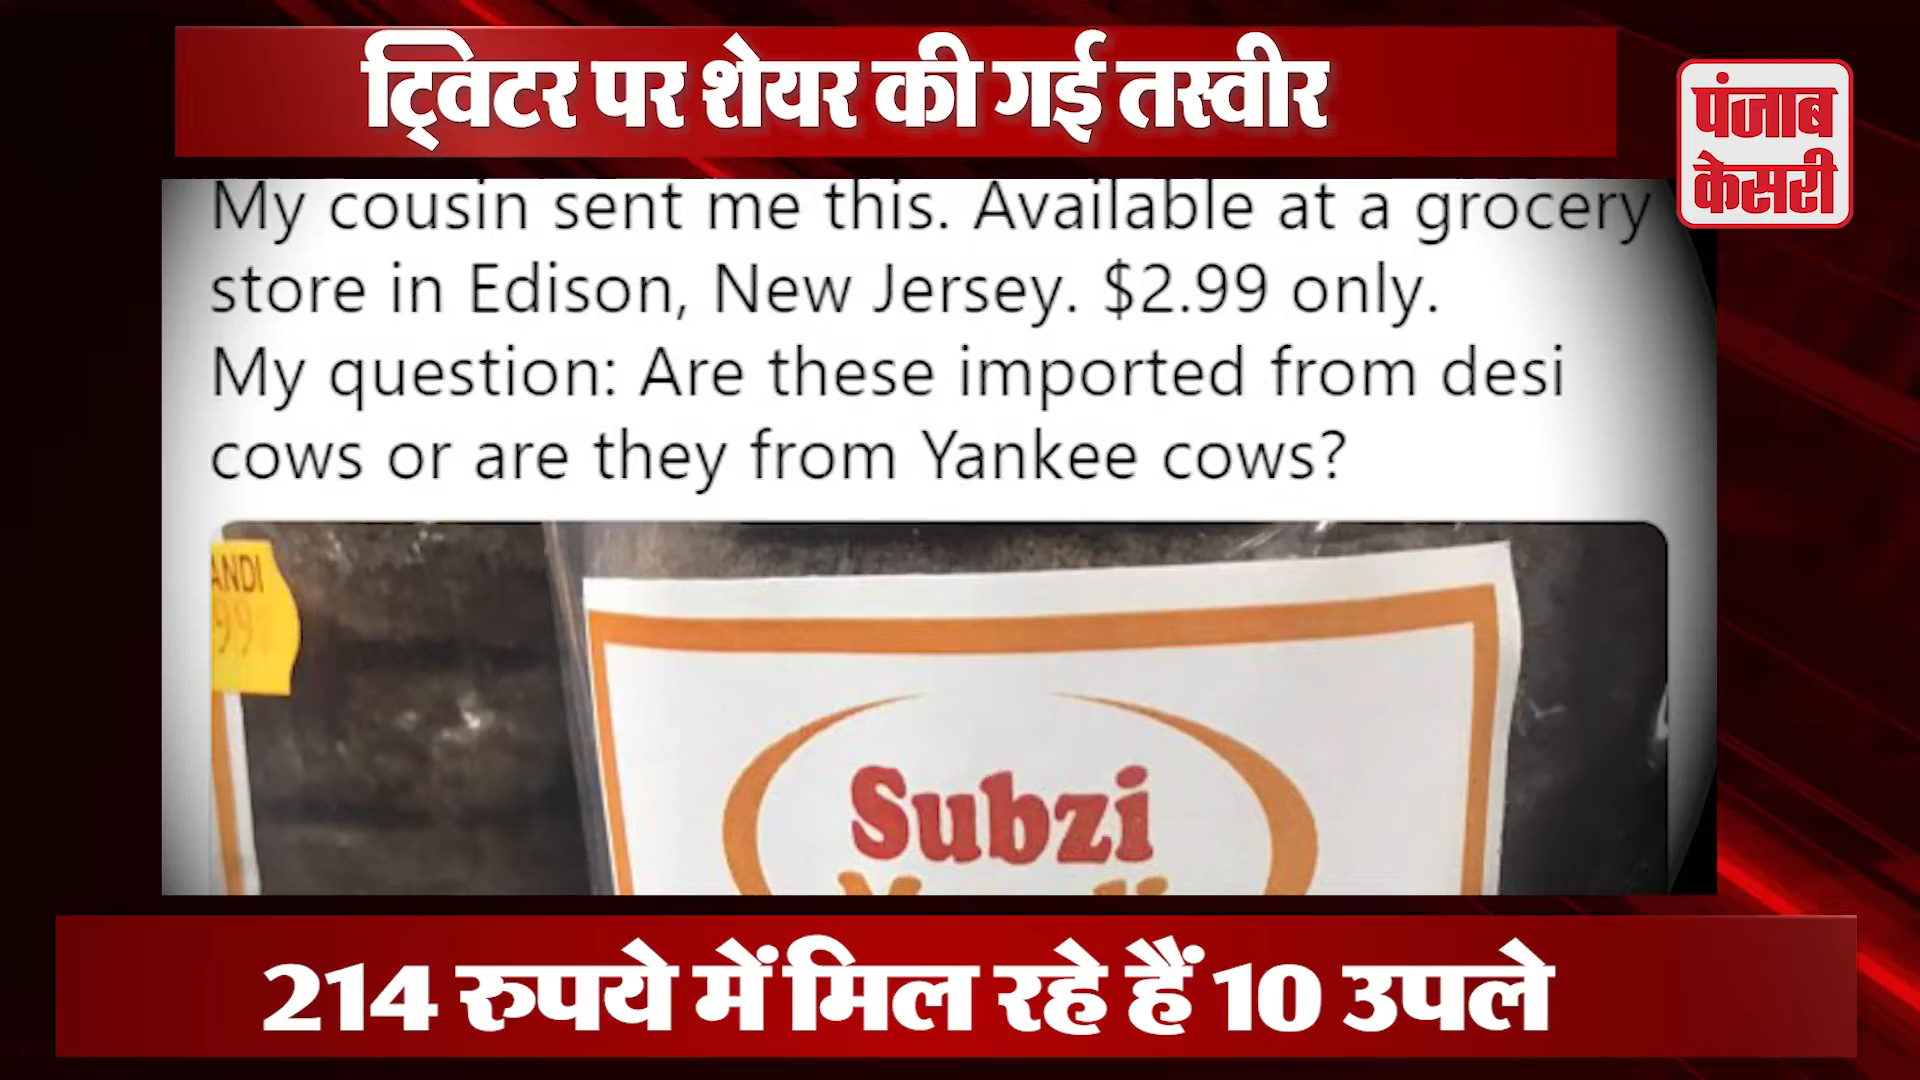 ट्विटर पर शेयर की गई तस्वीर
पंजाब
केसरी
My cousin sent me this. Available at a grocery
store in Edison, New Jersey. $2.99 only.
My question: Are these imported from desi
cows or are they from Yankee cows?
ANDI
99
Subzi
214 रुपये में मिल रहे हैं 10 उपले